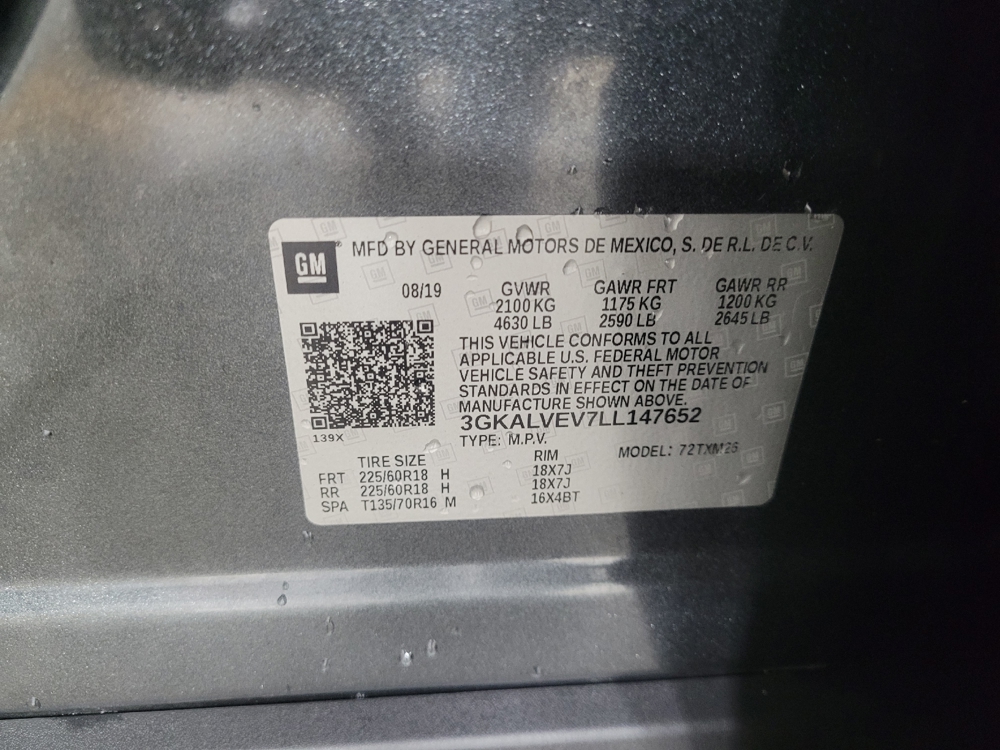 GM
MFD BY GENERAL MOTORS DE MEXICO, S. DE R.L. DE C.V.
08/19 GVWR GAWR FRT GAWR RR
2100 KG 1175 KG 1200 KG
4630 LB 2590 LB 2645 LB
THIS VEHICLE CONFORMS TO ALL
APPLICABLE U.S. FEDERAL MOTOR
VEHICLE SAFETY AND THEFT PREVENTION
STANDARDS IN EFFECT ON THE DATE OF
MANUFACTURE SHOWN ABOVE.
3GKALVEV7LL147652
139X
TYPE: M.P.V. MODEL: 72TXM26
TIRE SIZE RIM
FRT 225/60R18 H 18X7J
RR 225/60R18 H 18X7J
SPA T135/70R16 M 16X4BT